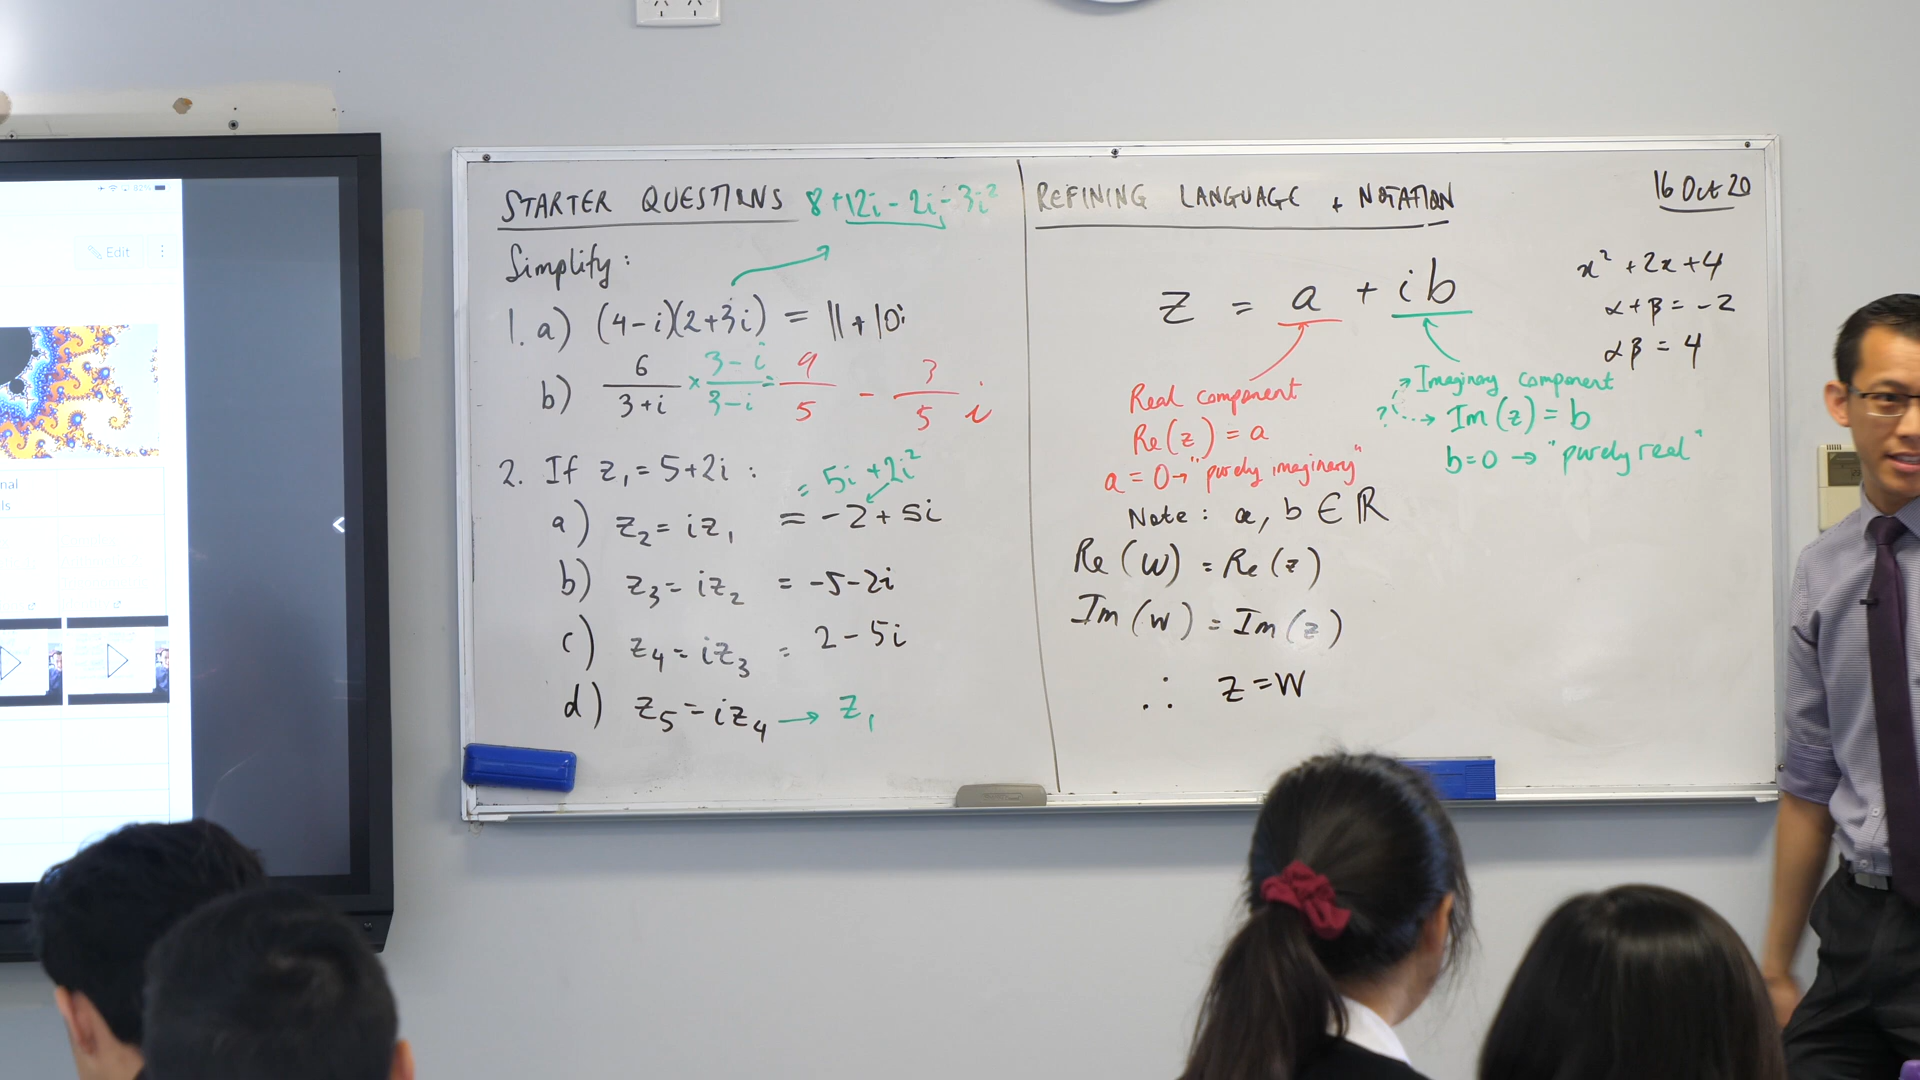 82%
Edit
nal
ls
STARTER QUESTIONS 8+12i-2i-3i²
Simplify:
1. a) (4-i)(2+3i) = 11+10i
b) 6/(3+i) × (3-i)/(3-i) = 9/5 - 3/5 i
2. If z₁=5+2i:
= 5i+2i²
a) z₂=iz₁ = -2+5i
b) z₃=iz₂ = -5-2i
c) z₄=iz₃ = 2-5i
d) z₅=iz₄ → z₁
REFINING LANGUAGE + NOTATION
16 Oct 20
z = a + ib
x²+2x+4
α+β=-2
αβ=4
Real component
Re(z)=a
a=0→"purely imaginary"
Imaginary component
? Im(z)=b
b=0→"purely real"
Note: a, b ∈ ℝ
Re(w)=Re(z)
Im(w)=Im(z)
∴ z=w